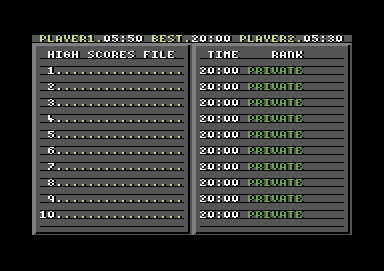 PLAYER1.05:50 BEST.20:00 PLAYER2.05:30
HIGH SCORES FILE TIME RANK
1................ 20:00 PRIVATE
2................ 20:00 PRIVATE
3................ 20:00 PRIVATE
4................ 20:00 PRIVATE
5................ 20:00 PRIVATE
6................ 20:00 PRIVATE
7................ 20:00 PRIVATE
8................ 20:00 PRIVATE
9................ 20:00 PRIVATE
10................ 20:00 PRIVATE